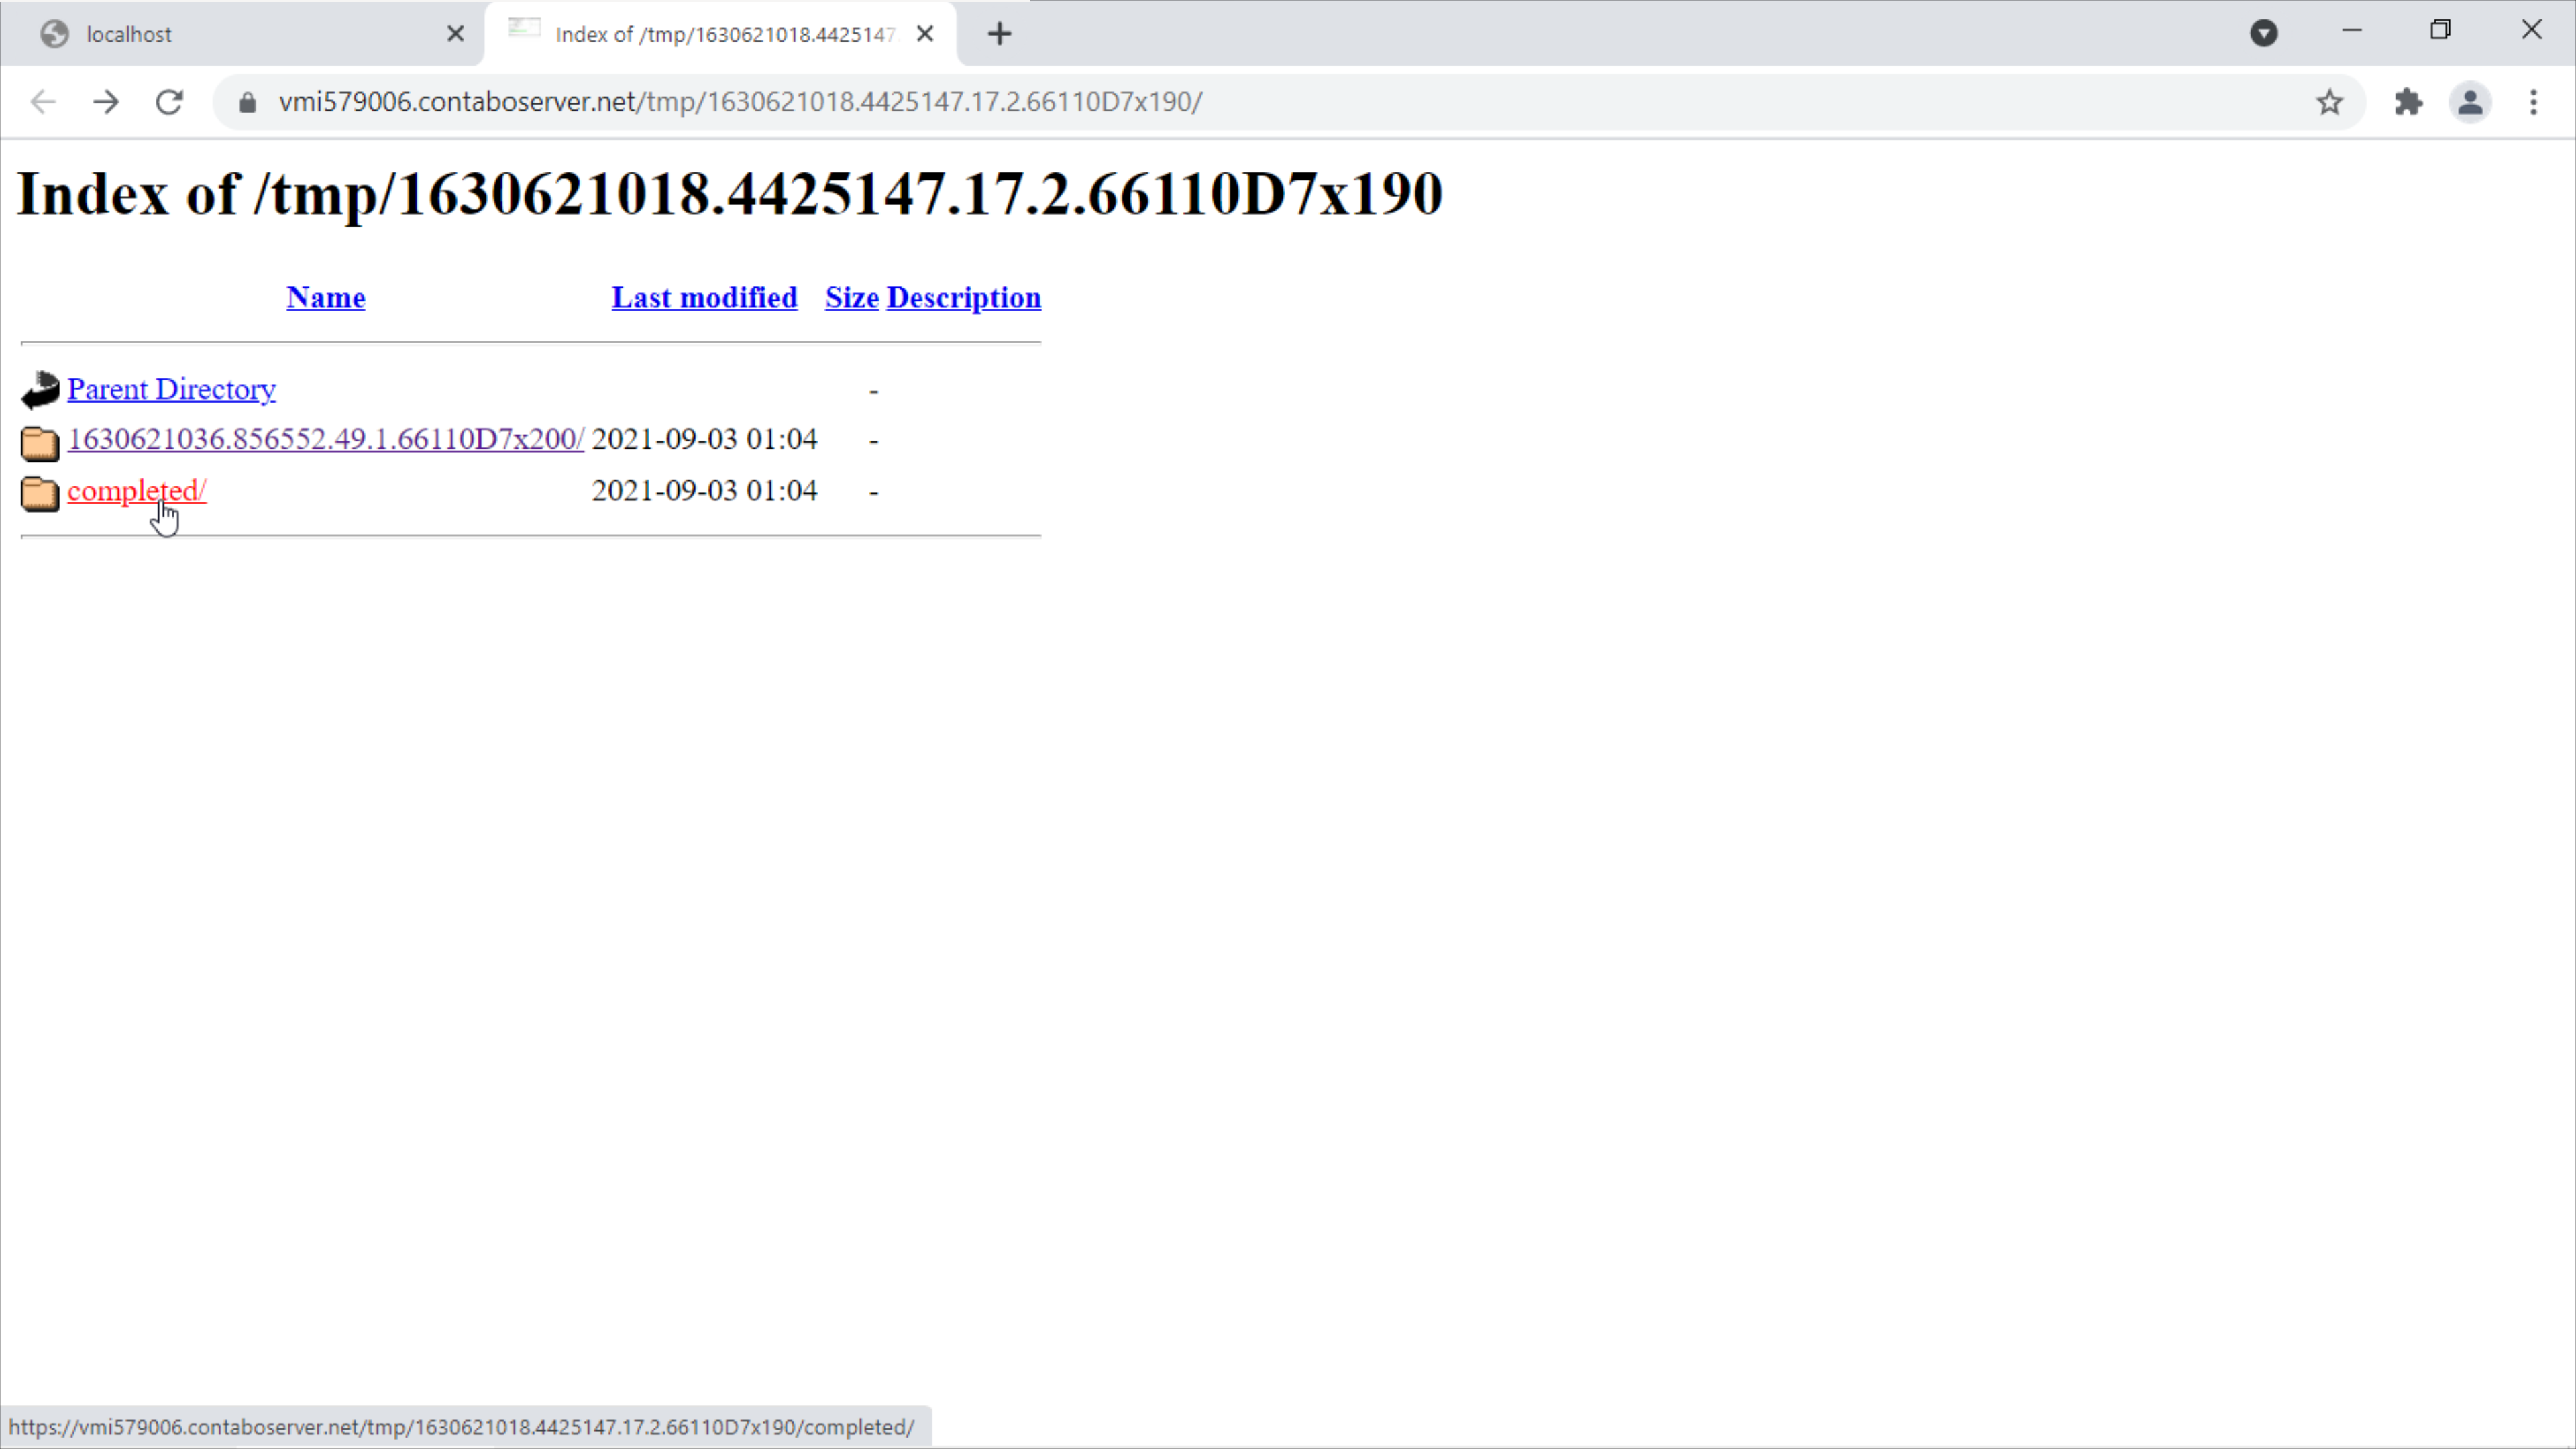 localhost
Index of /tmp/1630621018.4425147
vmi579006.contaboserver.net/tmp/1630621018.4425147.17.2.66110D7x190/
Index of /tmp/1630621018.4425147.17.2.66110D7x190
Name Last modified Size Description
Parent Directory -
1630621036.856552.49.1.66110D7x200/ 2021-09-03 01:04 -
completed/ 2021-09-03 01:04 -
https://vmi579006.contaboserver.net/tmp/1630621018.4425147.17.2.66110D7x190/completed/